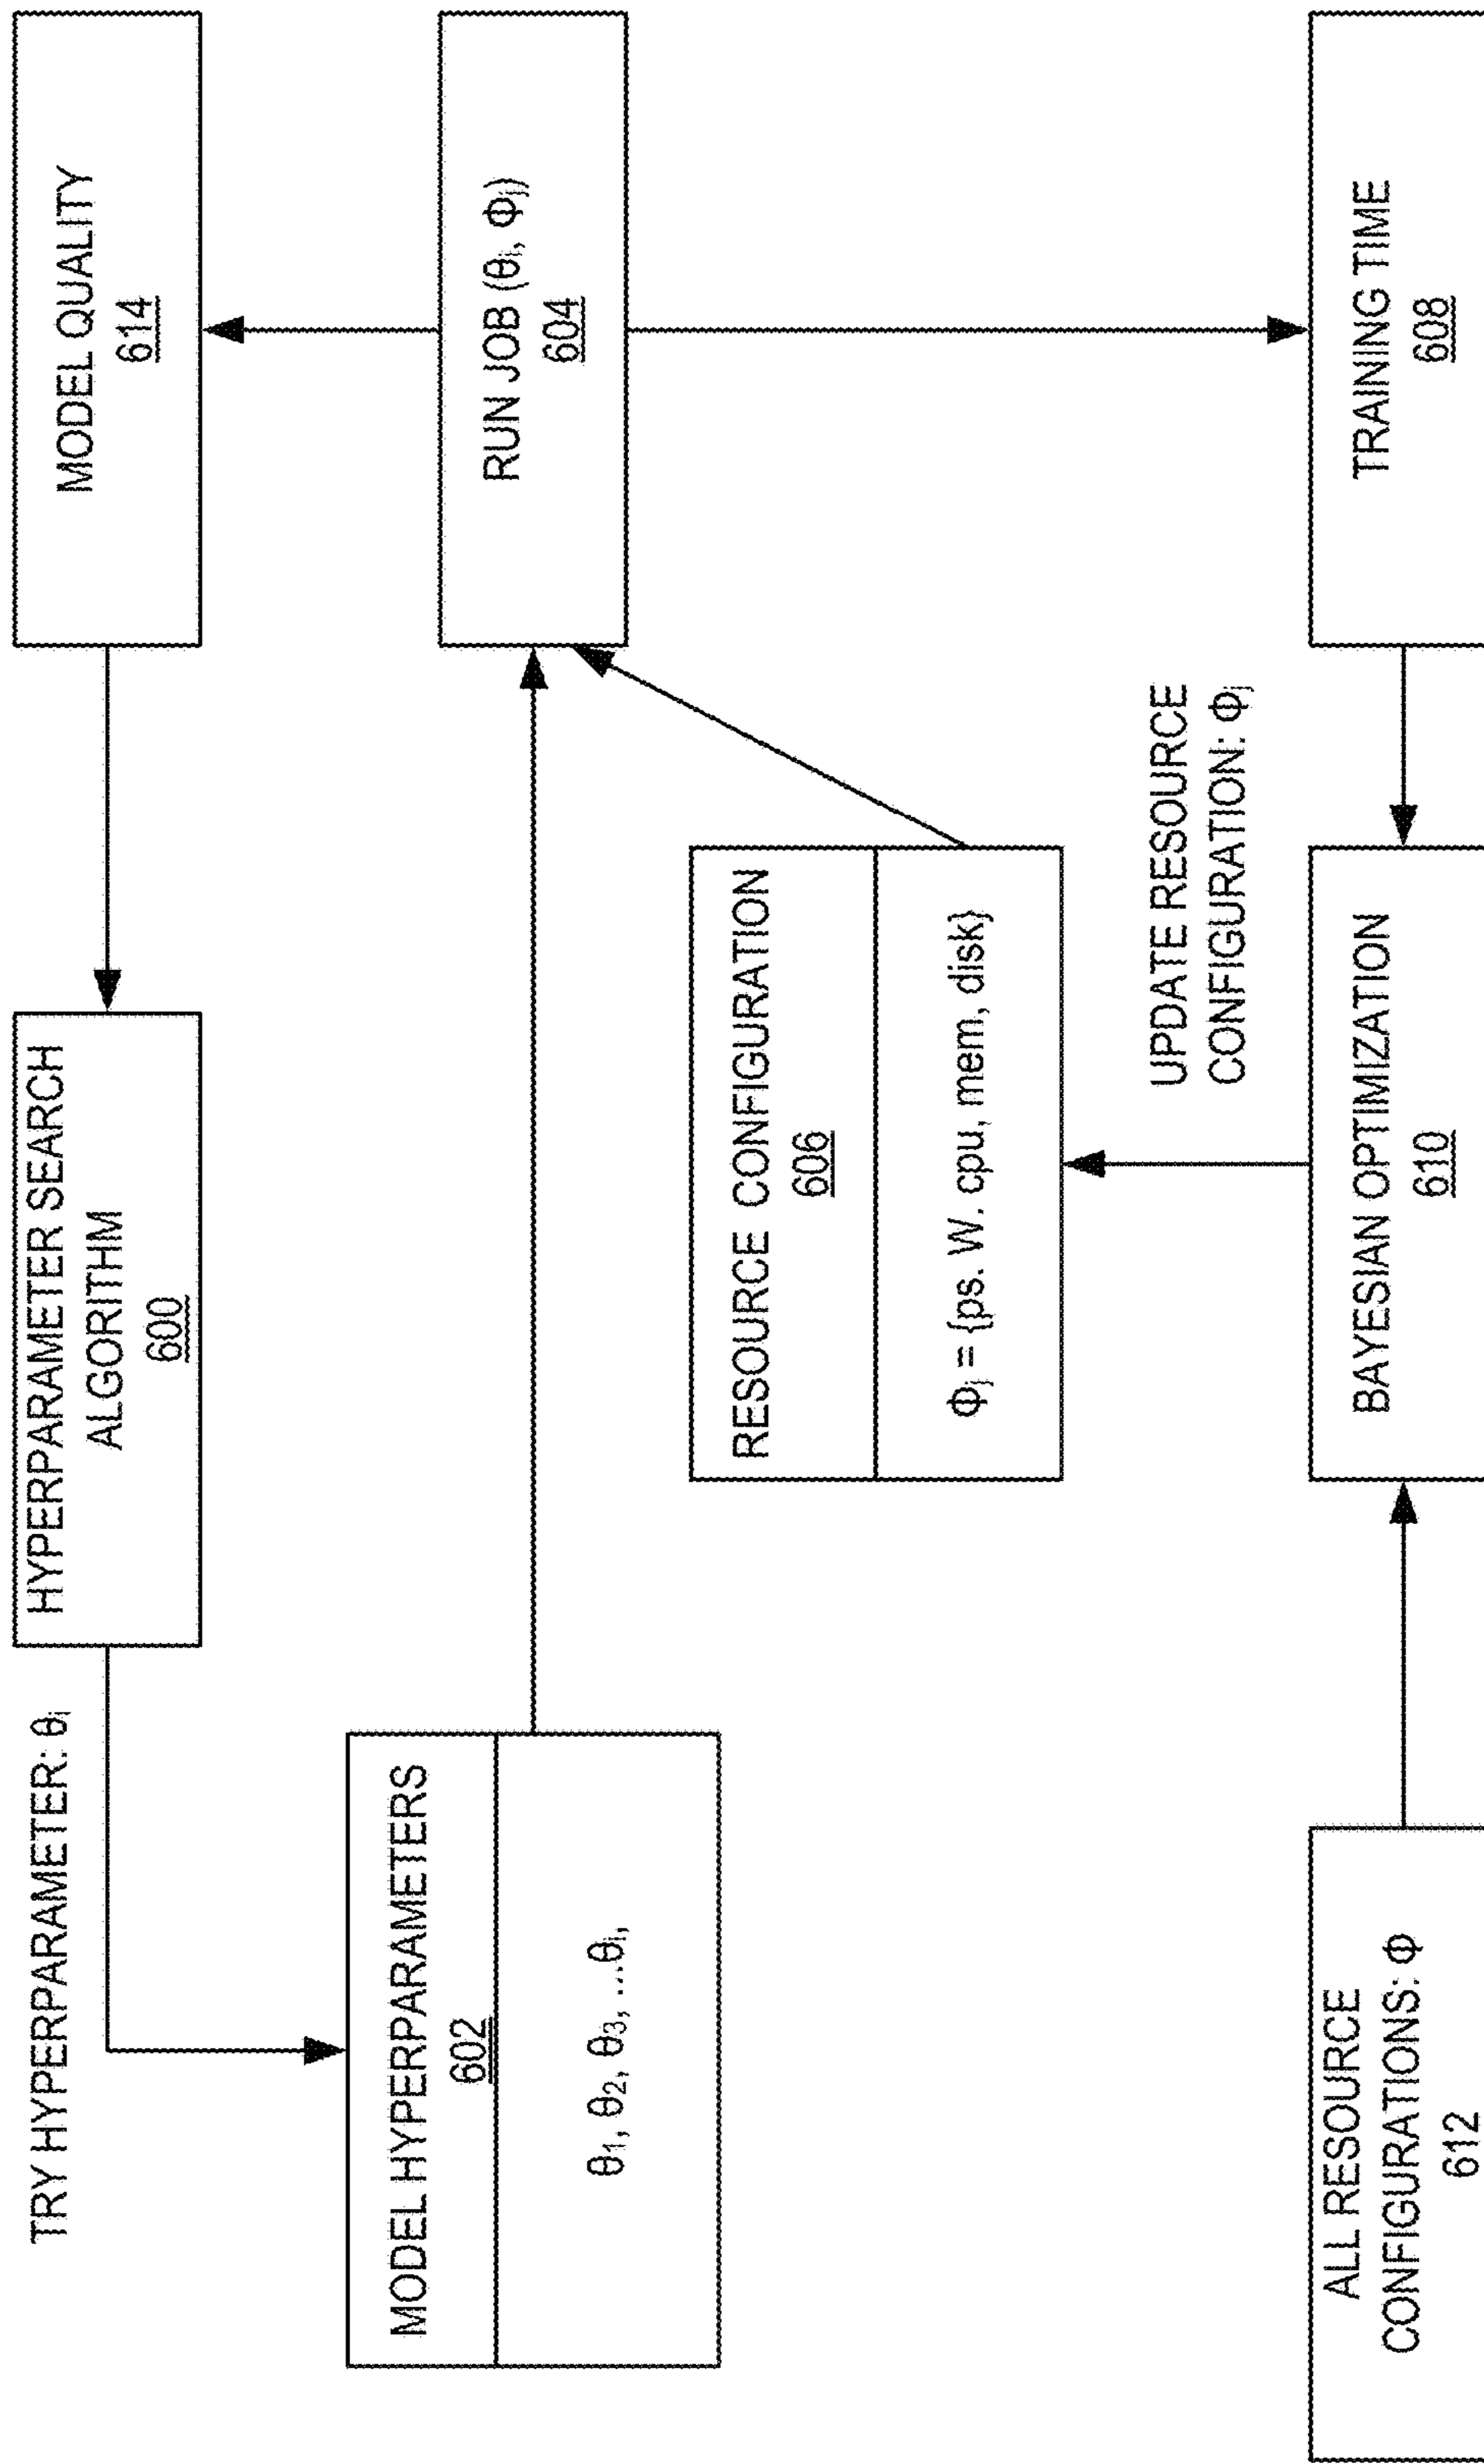 TRY HYPERPARAMETER: θi
HYPERPARAMETER SEARCH
ALGORITHM
600
MODEL QUALITY
614
MODEL HYPERPARAMETERS
602
θ1, θ2, θ3, ...θi,
RUN JOB (θi, Φj)
604
RESOURCE CONFIGURATION
606
Φj = {ps. W. cpu, mem, disk}
UPDATE RESOURCE
CONFIGURATION: Φj
ALL RESOURCE
CONFIGURATIONS: Φ
612
BAYESIAN OPTIMIZATION
610
TRAINING TIME
608